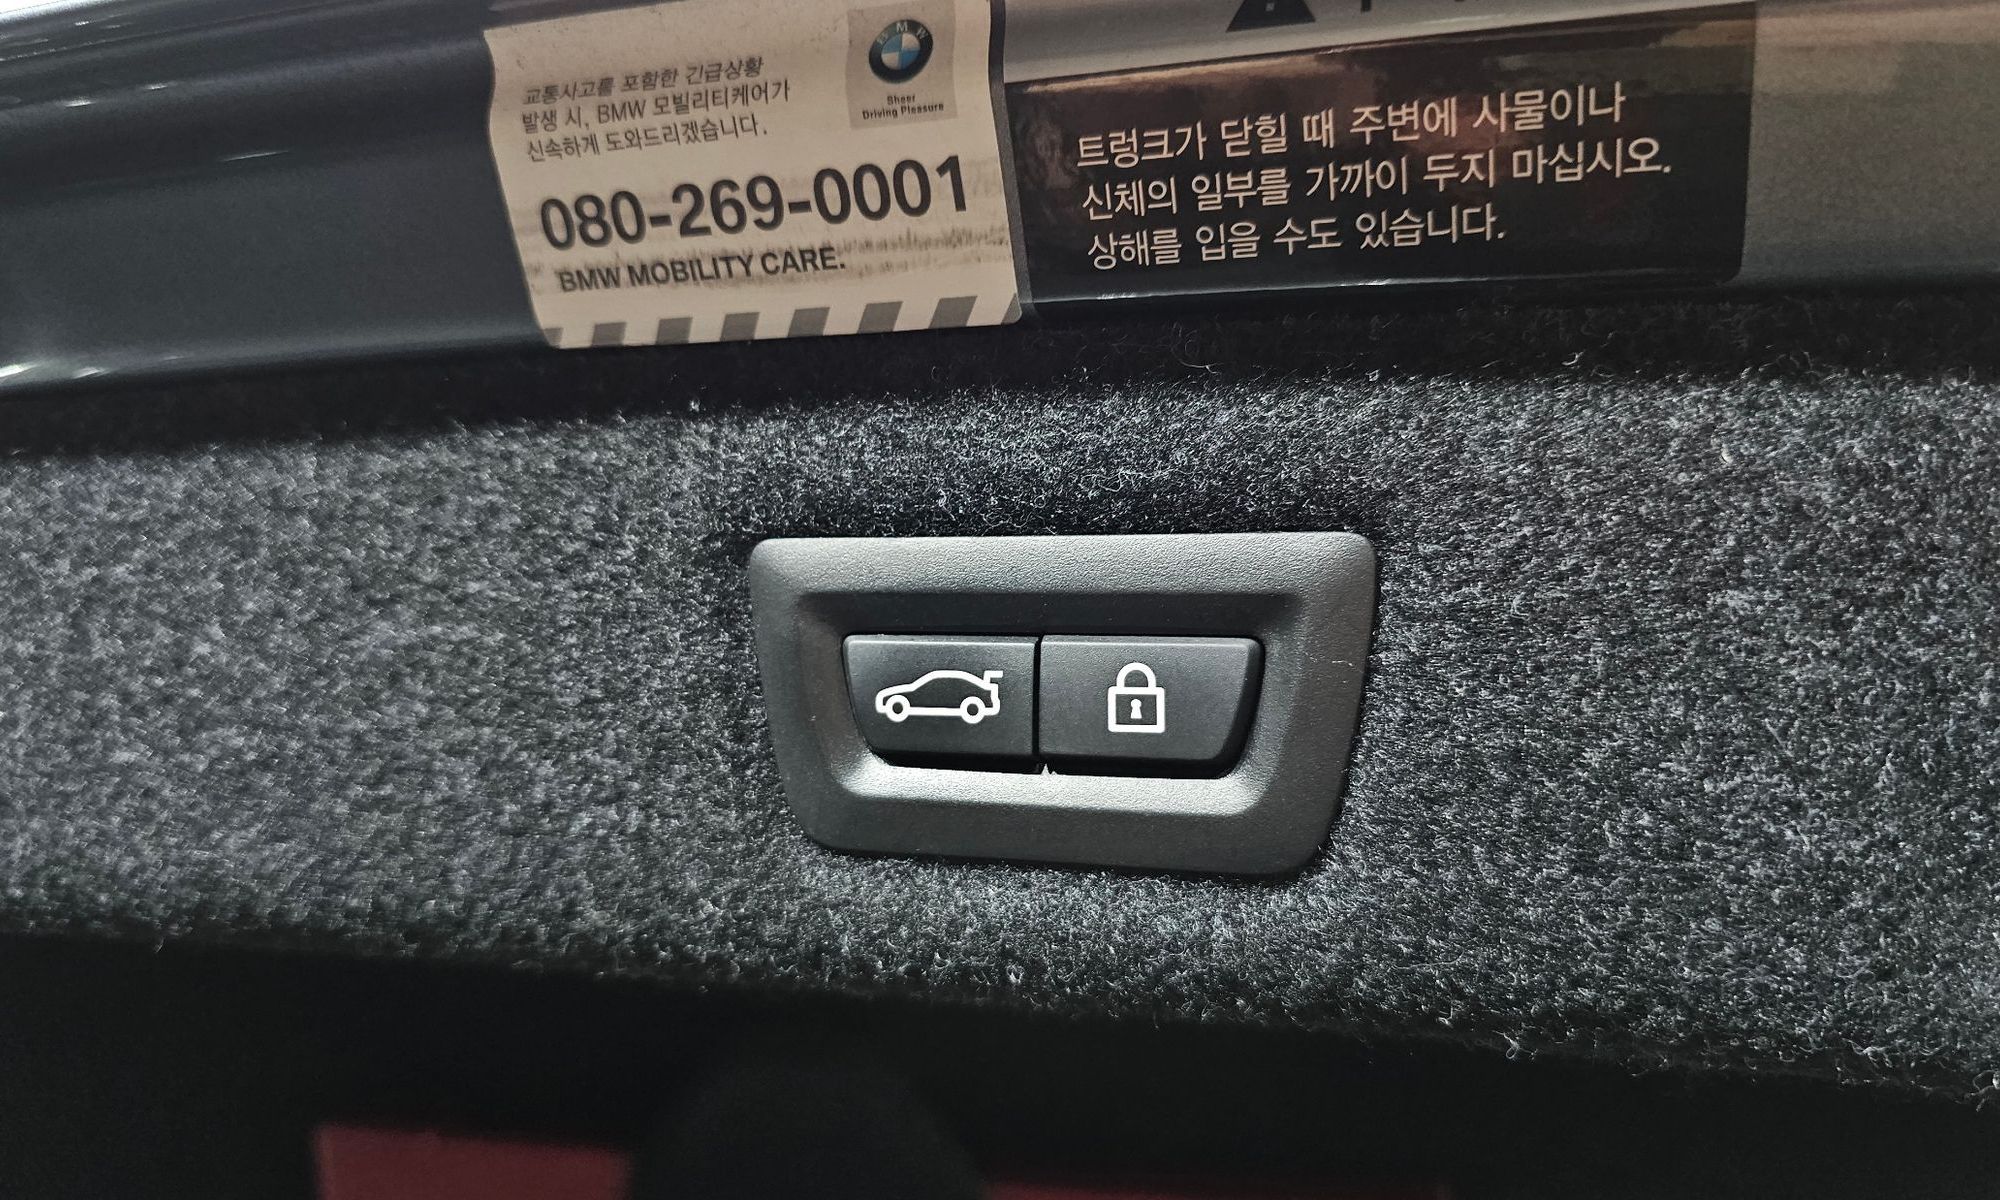 교통사고를 포함한 긴급상황
발생 시, BMW 모빌리티케어가
신속하게 도와드리겠습니다.
BMW
Sheer
Driving Pleasure
080-269-0001
BMW MOBILITY CARE.
트렁크가 닫힐 때 주변에 사물이나
신체의 일부를 가까이 두지 마십시오.
상해를 입을 수도 있습니다.